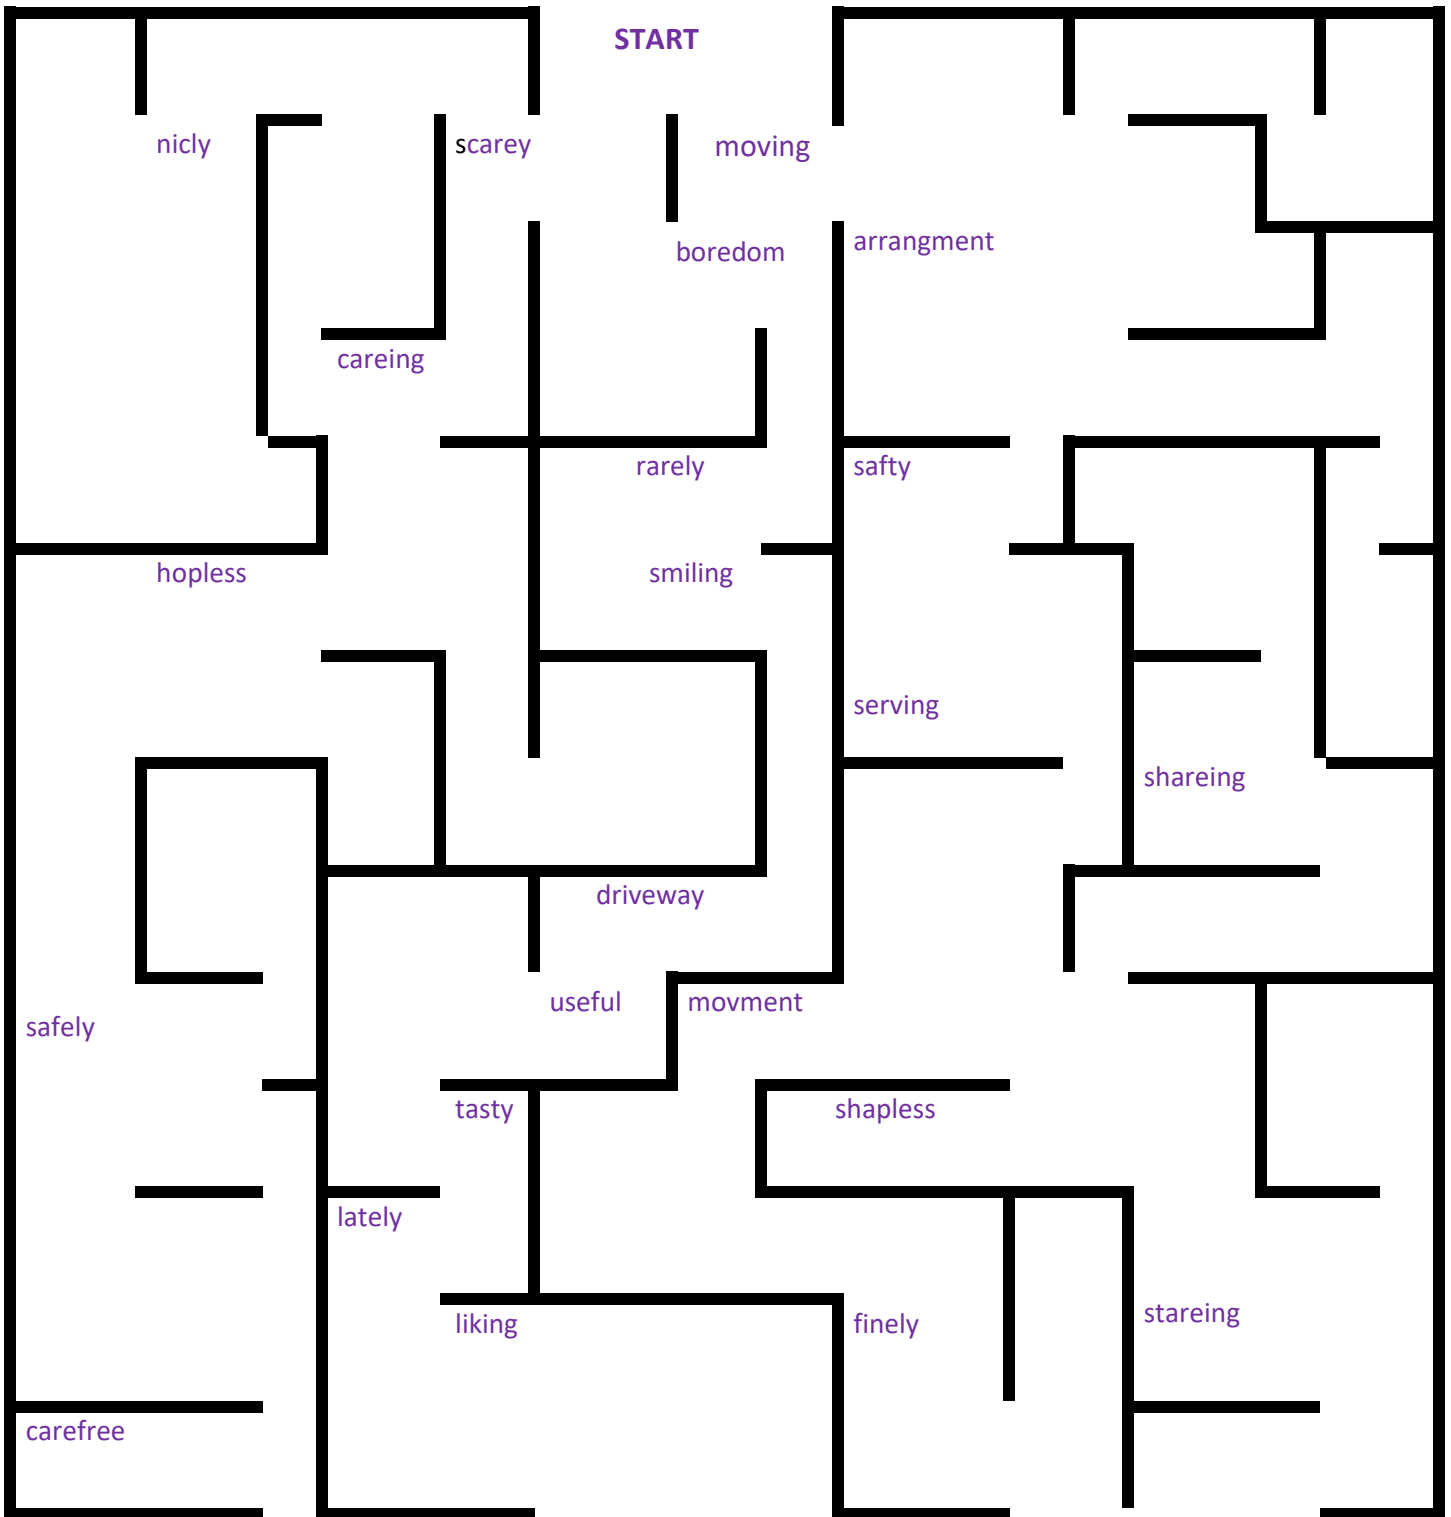 START
nicly
scarey
moving
arrangment
boredom
careing
rarely
safty
hopless
smiling
serving
shareing
driveway
useful
movment
safely
tasty
shapless
lately
stareing
liking
finely
carefree